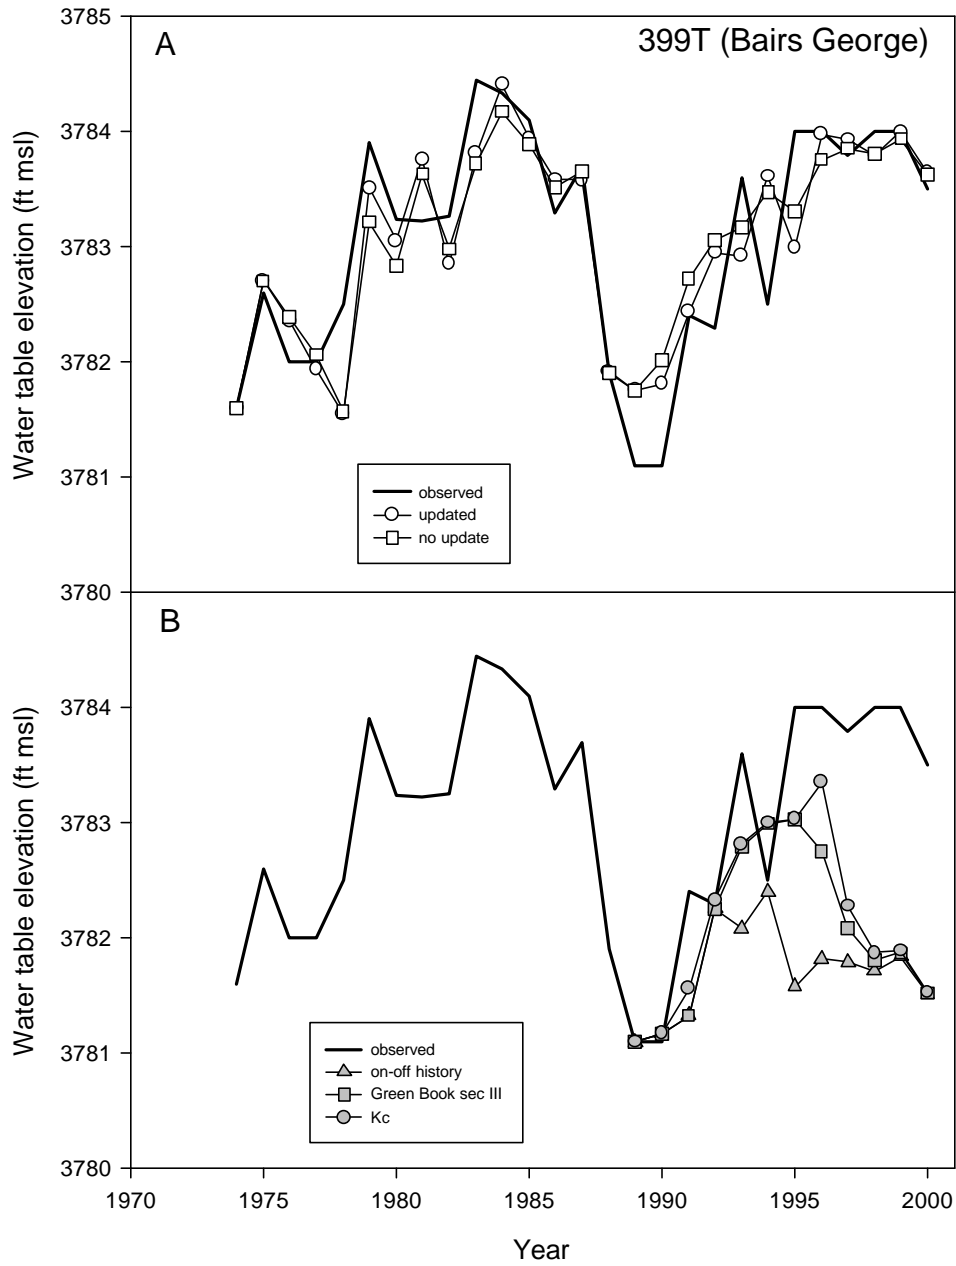 3785
A
399T (Bairs George)
3784
3783
3782
3781
3780
Water table elevation (ft msl)
observed
updated
no update
B
3784
3783
3782
3781
3780
Water table elevation (ft msl)
observed
on-off history
Green Book sec III
Kc
1970 1975 1980 1985 1990 1995 2000
Year